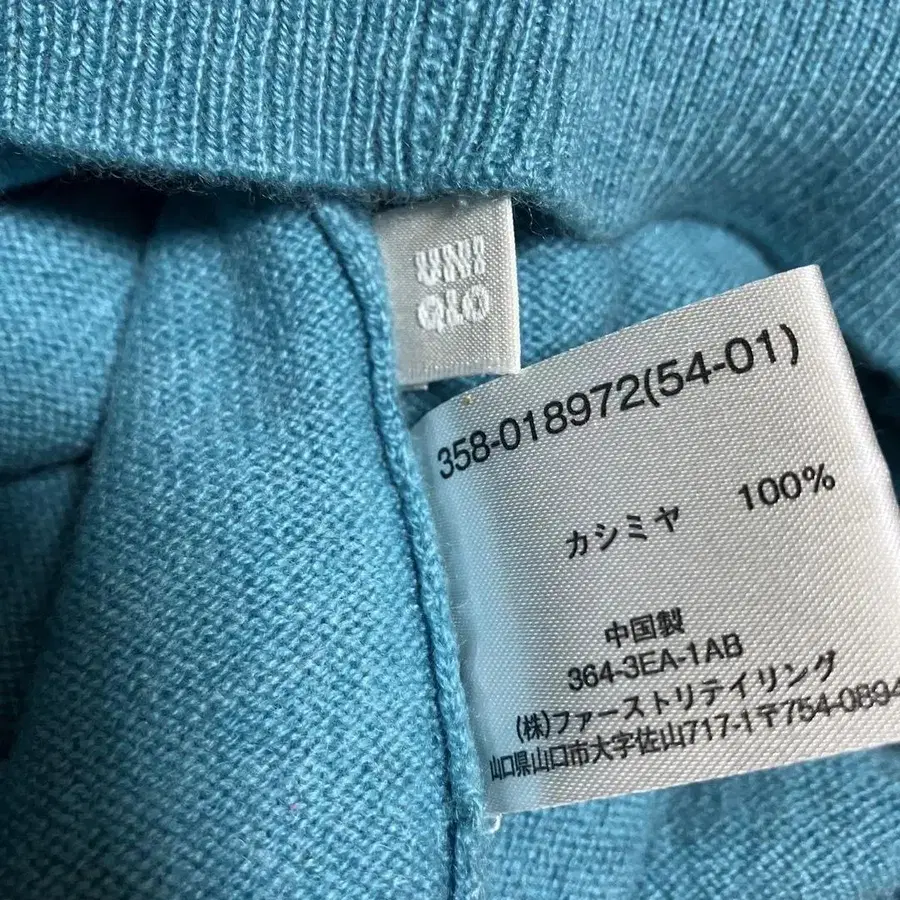 UNI
QLO
358-018972(54-01)
カシミヤ 100%
中国製
364-3EA-1AB
(株)ファーストリテイリング
山口県山口市大字佐山717-1〒754-0894